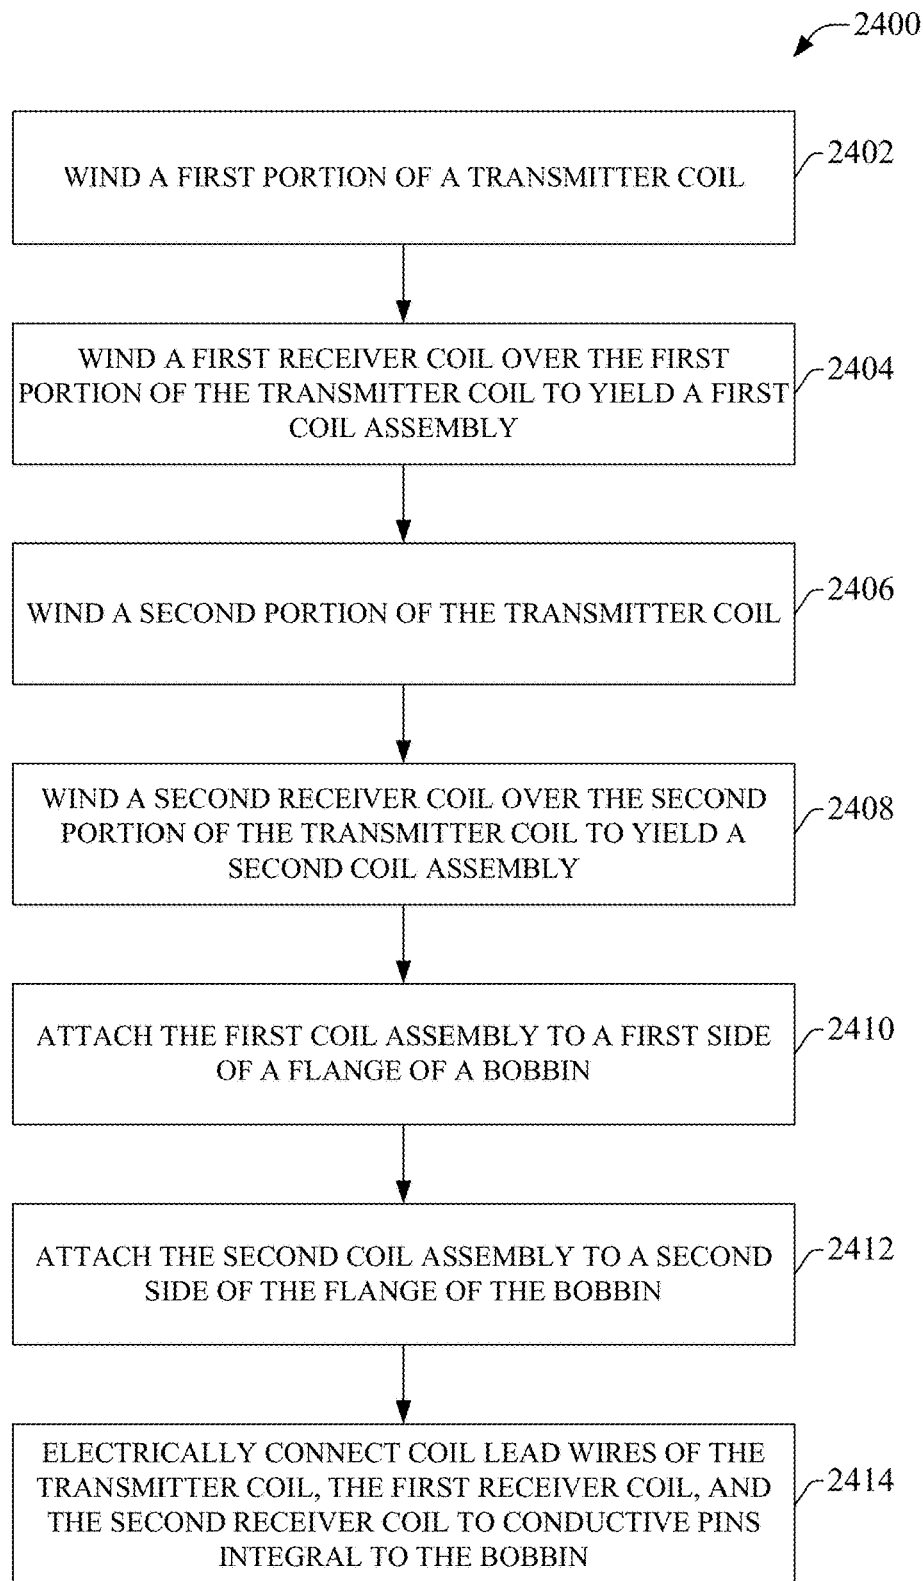 2400
WIND A FIRST PORTION OF A TRANSMITTER COIL
2402
WIND A FIRST RECEIVER COIL OVER THE FIRST
PORTION OF THE TRANSMITTER COIL TO YIELD A FIRST
COIL ASSEMBLY
2404
WIND A SECOND PORTION OF THE TRANSMITTER COIL
2406
WIND A SECOND RECEIVER COIL OVER THE SECOND
PORTION OF THE TRANSMITTER COIL TO YIELD A
SECOND COIL ASSEMBLY
2408
ATTACH THE FIRST COIL ASSEMBLY TO A FIRST SIDE
OF A FLANGE OF A BOBBIN
2410
ATTACH THE SECOND COIL ASSEMBLY TO A SECOND
SIDE OF THE FLANGE OF THE BOBBIN
2412
ELECTRICALLY CONNECT COIL LEAD WIRES OF THE
TRANSMITTER COIL, THE FIRST RECEIVER COIL, AND
THE SECOND RECEIVER COIL TO CONDUCTIVE PINS
INTEGRAL TO THE BOBBIN
2414